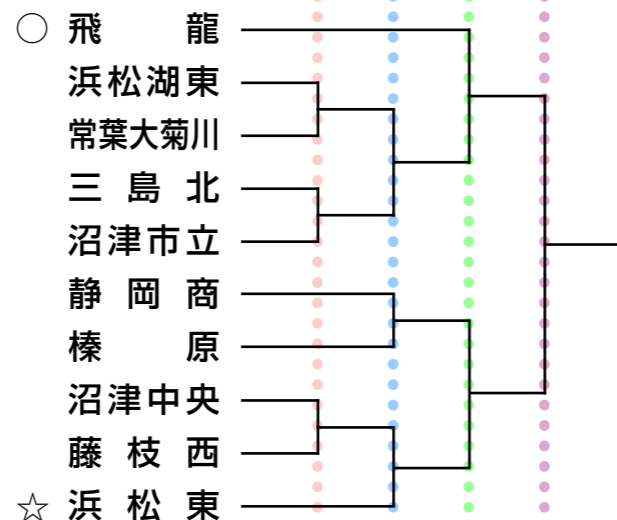 ○ 飛龍
浜松湖東
常葉大菊川
三島北
沼津市立
静岡商
榛原
沼津中央
藤枝西
☆ 浜松東